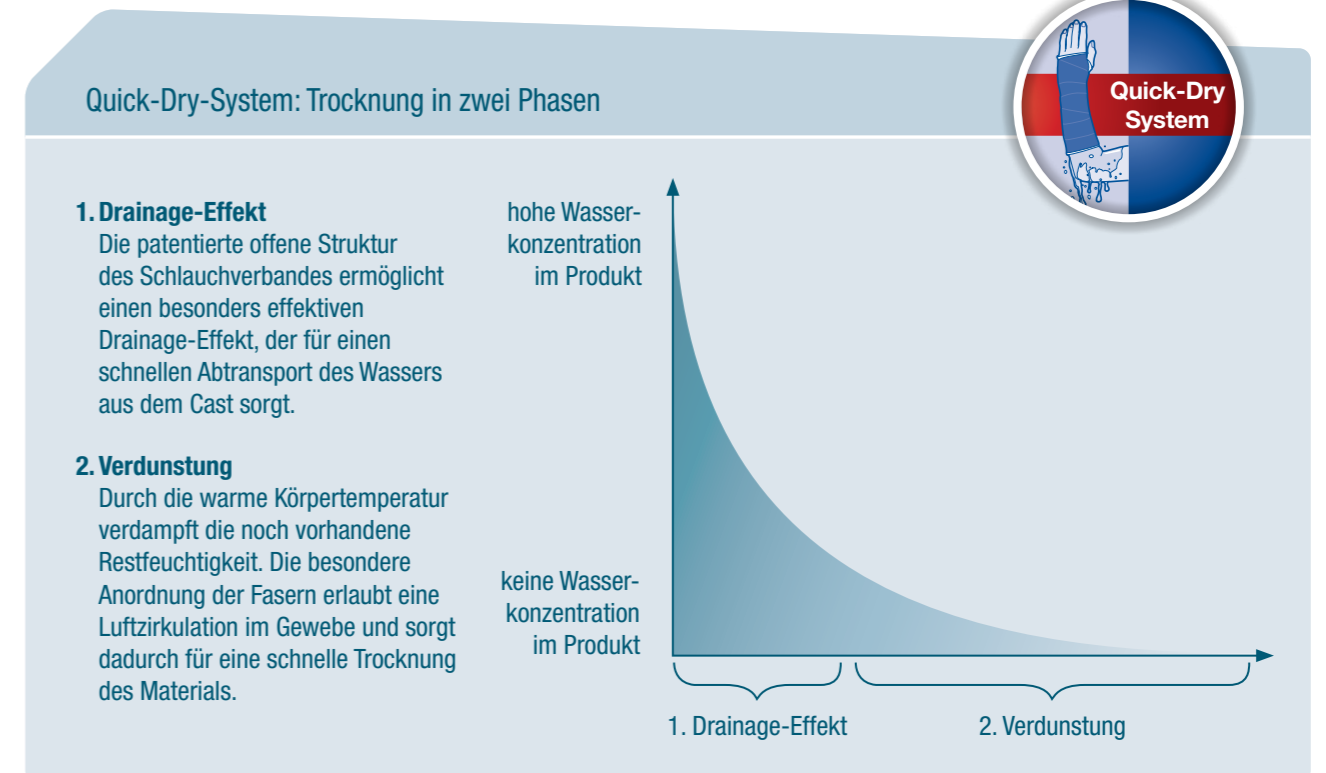 Quick-Dry-System: Trocknung in zwei Phasen
Quick-Dry
System
1. Drainage-Effekt
Die patentierte offene Struktur
des Schlauchverbandes ermöglicht
einen besonders effektiven
Drainage-Effekt, der für einen
schnellen Abtransport des Wassers
aus dem Cast sorgt.
2. Verdunstung
Durch die warme Körpertemperatur
verdampft die noch vorhandene
Restfeuchtigkeit. Die besondere
Anordnung der Fasern erlaubt eine
Luftzirkulation im Gewebe und sorgt
dadurch für eine schnelle Trocknung
des Materials.
hohe Wasser-
konzentration
im Produkt
keine Wasser-
konzentration
im Produkt
1. Drainage-Effekt
2. Verdunstung